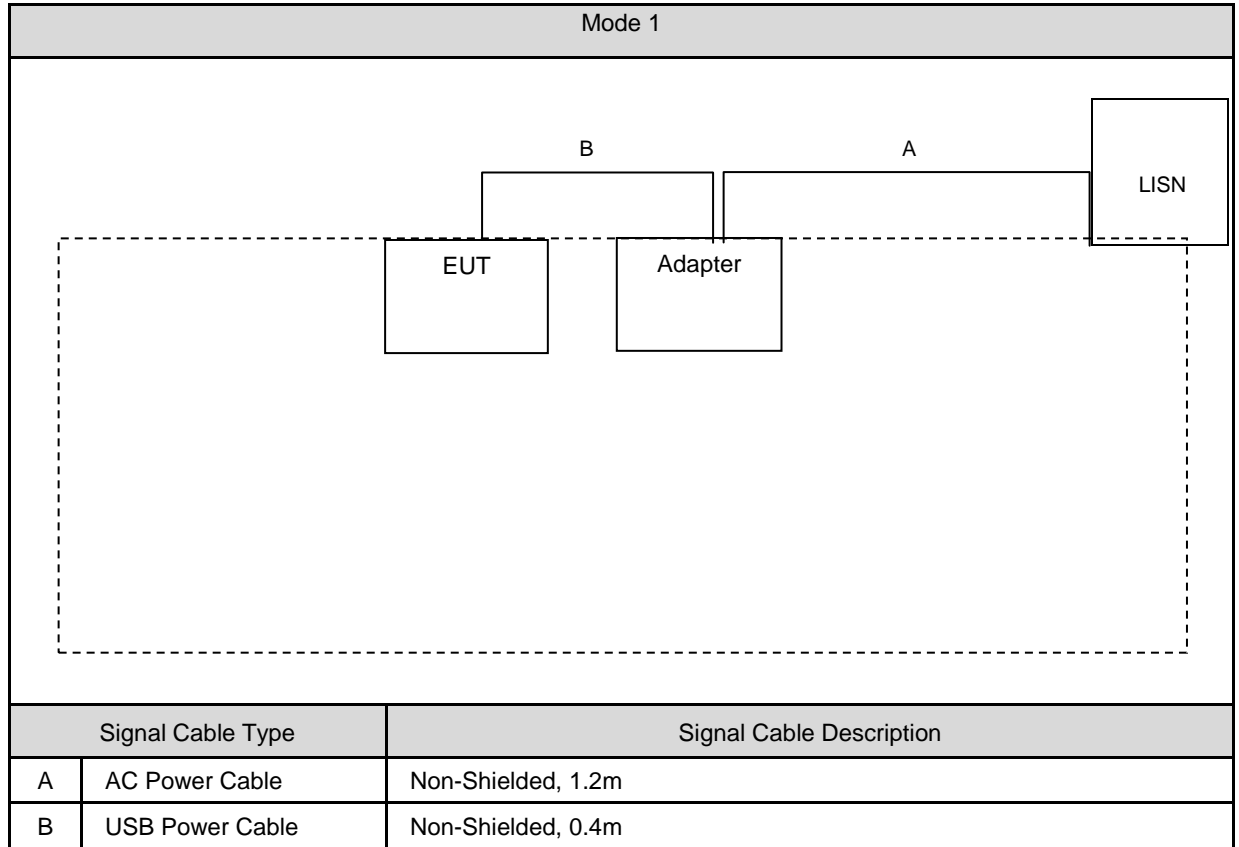 Mode 1
B
A
LISN
EUT
Adapter
Signal Cable Type
Signal Cable Description
A
AC Power Cable
Non-Shielded, 1.2m
B
USB Power Cable
Non-Shielded, 0.4m